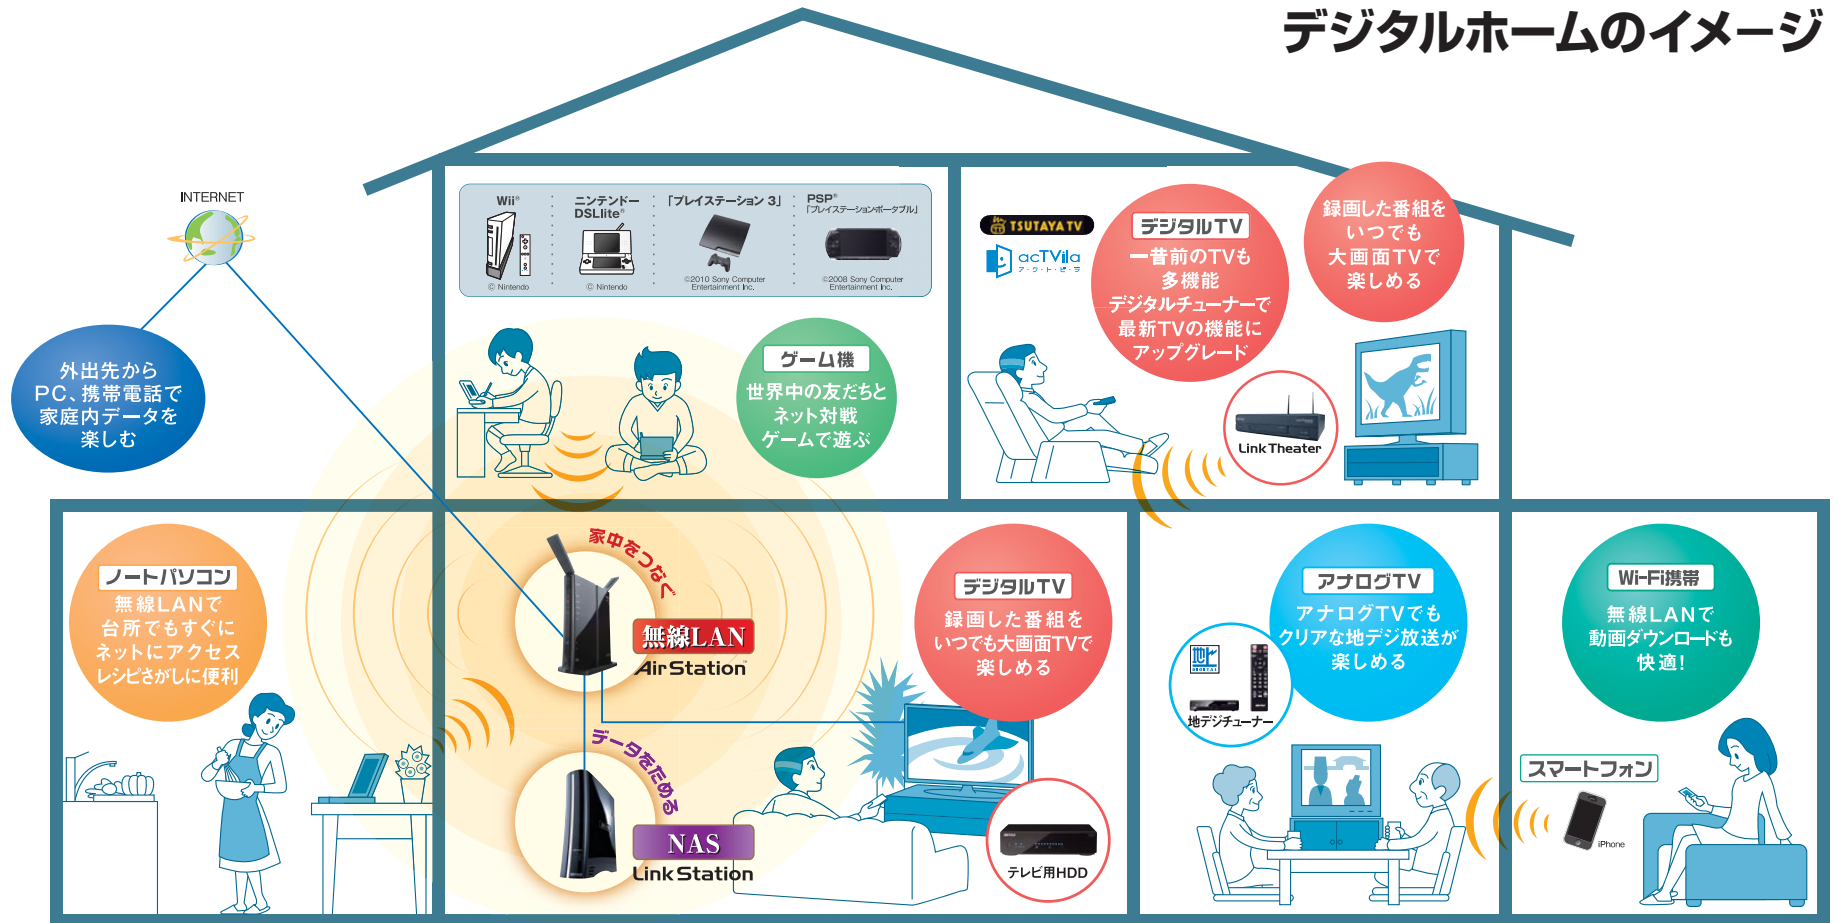 デジタルホームのイメージ
INTERNET
外出先から
PC、携帯電話で
家庭内データを
楽しむ
Wii®
© Nintendo
ニンテンドー
DSLlite®
© Nintendo
「プレイステーション 3」
©2010 Sony Computer
Entertainment Inc.
PSP®
「プレイステーションポータブル」
©2008 Sony Computer
Entertainment Inc.
ゲーム機
世界中の友だちと
ネット対戦
ゲームで遊ぶ
TSUTAYA TV
acTVila
アクトビラ
デジタルTV
一昔前のTVも
多機能
デジタルチューナーで
最新TVの機能に
アップグレード
録画した番組を
いつでも
大画面TVで
楽しめる
Link Theater
ノートパソコン
無線LANで
台所でもすぐに
ネットにアクセス
レシピさがしに便利
家中をつなぐ
無線LAN
AirStation™
データをためる
NAS
Link Station
デジタルTV
録画した番組を
いつでも大画面TVで
楽しめる
テレビ用HDD
アナログTV
アナログTVでも
クリアな地デジ放送が
楽しめる
地上
DIGITAL
地デジチューナー
Wi-Fi携帯
無線LANで
動画ダウンロードも
快適!
スマートフォン
iPhone